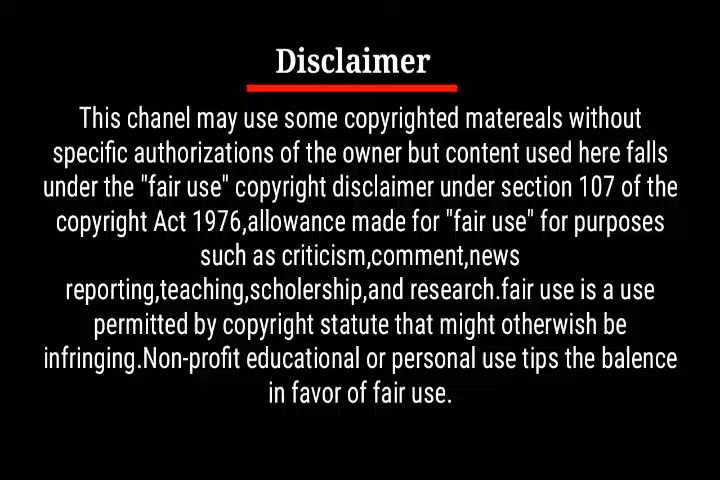 Disclaimer
This chanel may use some copyrighted matereals without
specific authorizations of the owner but content used here falls
under the "fair use" copyright disclaimer under section 107 of the
copyright Act 1976,allowance made for "fair use" for purposes
such as criticism,comment,news
reporting,teaching,scholership,and research.fair use is a use
permitted by copyright statute that might otherwish be
infringing.Non-profit educational or personal use tips the balence
in favor of fair use.